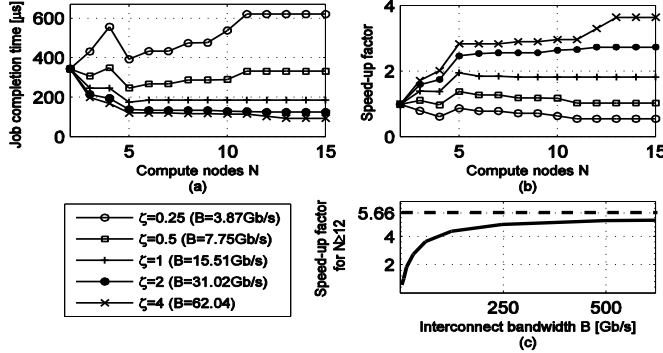 Job completion time [µs]
600
400
200
0
5
10
15
Compute nodes N
(a)
Speed-up factor
4
2
0
5
10
15
Compute nodes N
(b)
ζ=0.25 (B=3.87Gb/s)
ζ=0.5 (B=7.75Gb/s)
ζ=1 (B=15.51Gb/s)
ζ=2 (B=31.02Gb/s)
ζ=4 (B=62.04)
Speed-up factor
for N≥12
5.66
4
2
250
500
Interconnect bandwidth B [Gb/s]
(c)